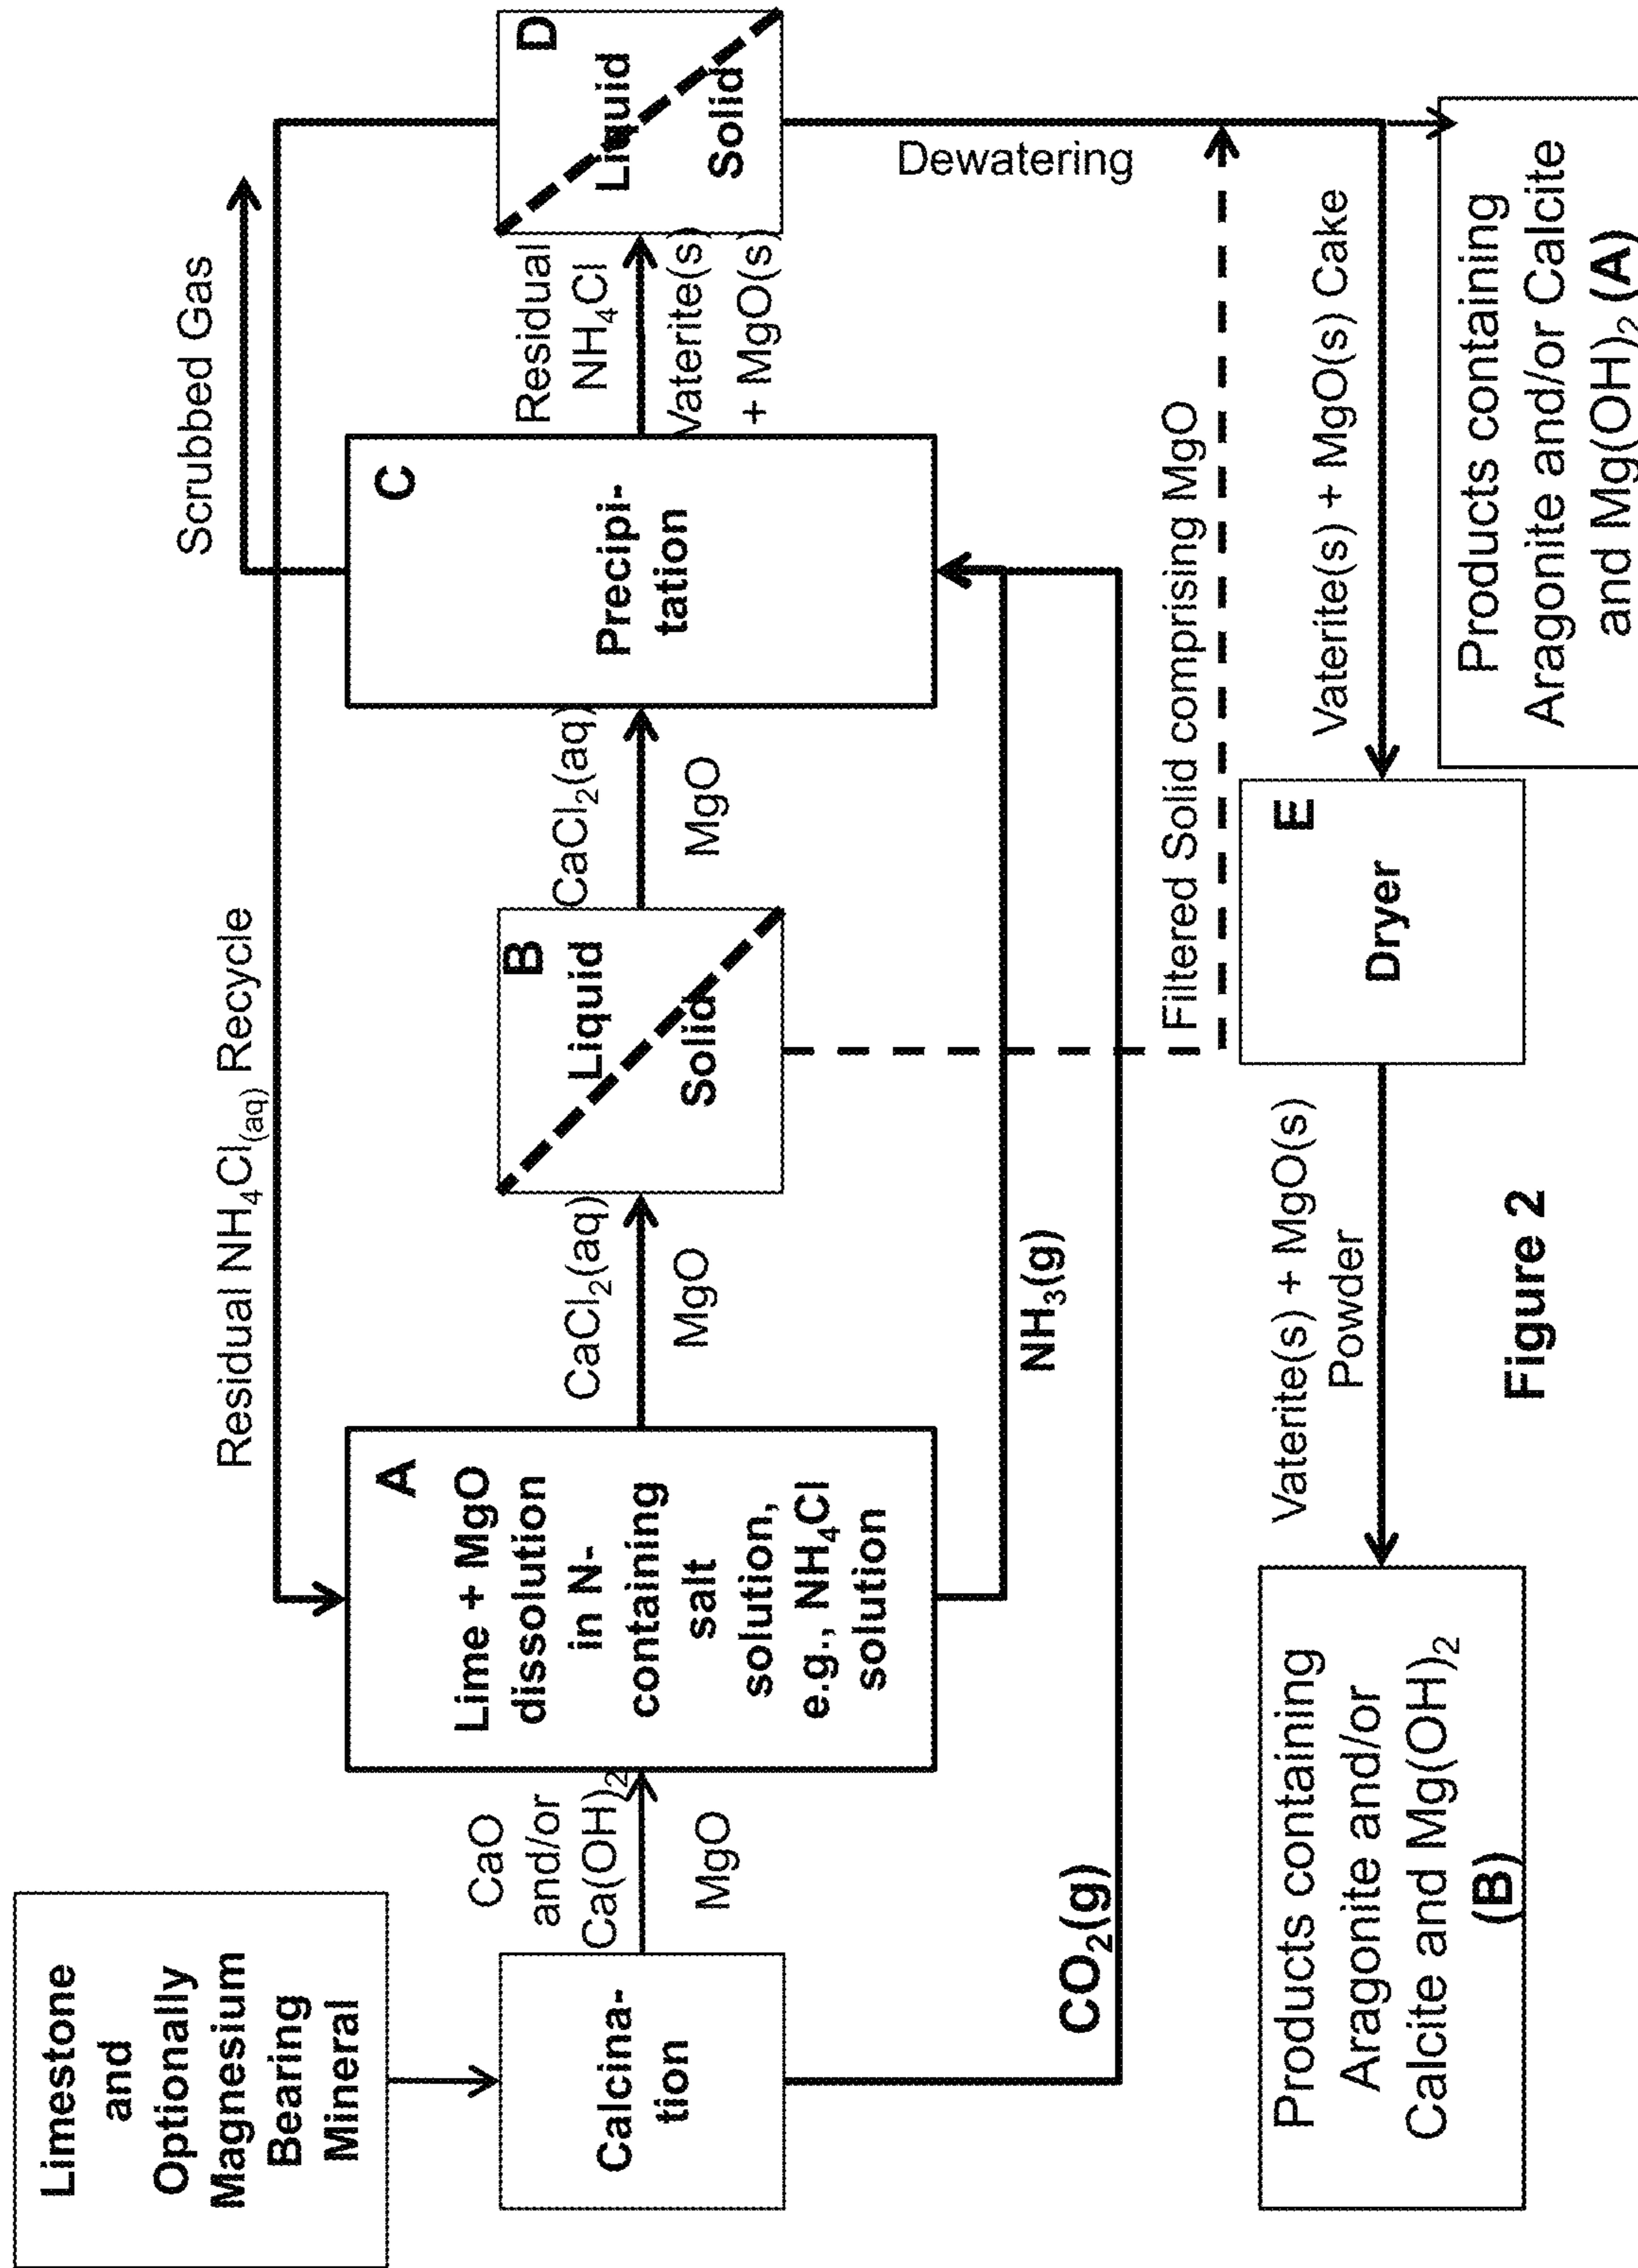 Limestone
and
Optionally
Magnesium
Bearing
Mineral
Calcina-
tion
CaO
and/or
Ca(OH)₂
MgO
CO₂(g)
A
Lime + MgO
dissolution
in N-
containing
salt
solution,
e.g., NH₄Cl
solution
Residual NH₄Cl₍aq₎ Recycle
NH₃(g)
CaCl₂(aq)
MgO
B
Liquid
Solid
CaCl₂(aq)
MgO
C
Precipi-
tation
Scrubbed Gas
Residual
NH₄Cl
Vaterite(s)
+ MgO(s)
D
Liquid
Solid
Dewatering
Filtered Solid comprising MgO
Vaterite(s) + MgO(s) Cake
Products containing
Aragonite and/or Calcite
and Mg(OH)₂ (A)
E
Dryer
Vaterite(s) + MgO(s)
Powder
Products containing
Aragonite and/or
Calcite and Mg(OH)₂
(B)
Figure 2